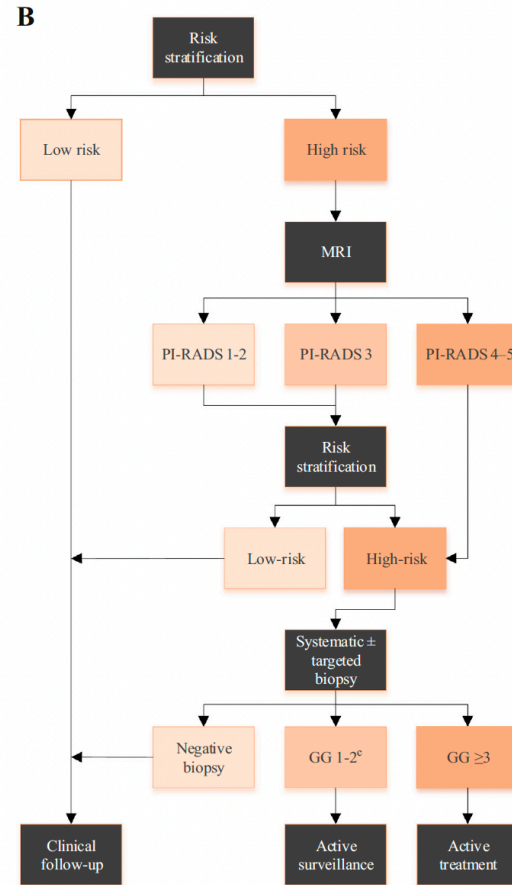 B
Risk
stratification
Low risk
High risk
MRI
PI-RADS 1-2
PI-RADS 3
PI-RADS 4–5
Risk
stratification
Low-risk
High-risk
Systematic ±
targeted
biopsy
Negative
biopsy
GG 1-2ᶜ
GG ≥3
Clinical
follow-up
Active
surveillance
Active
treatment